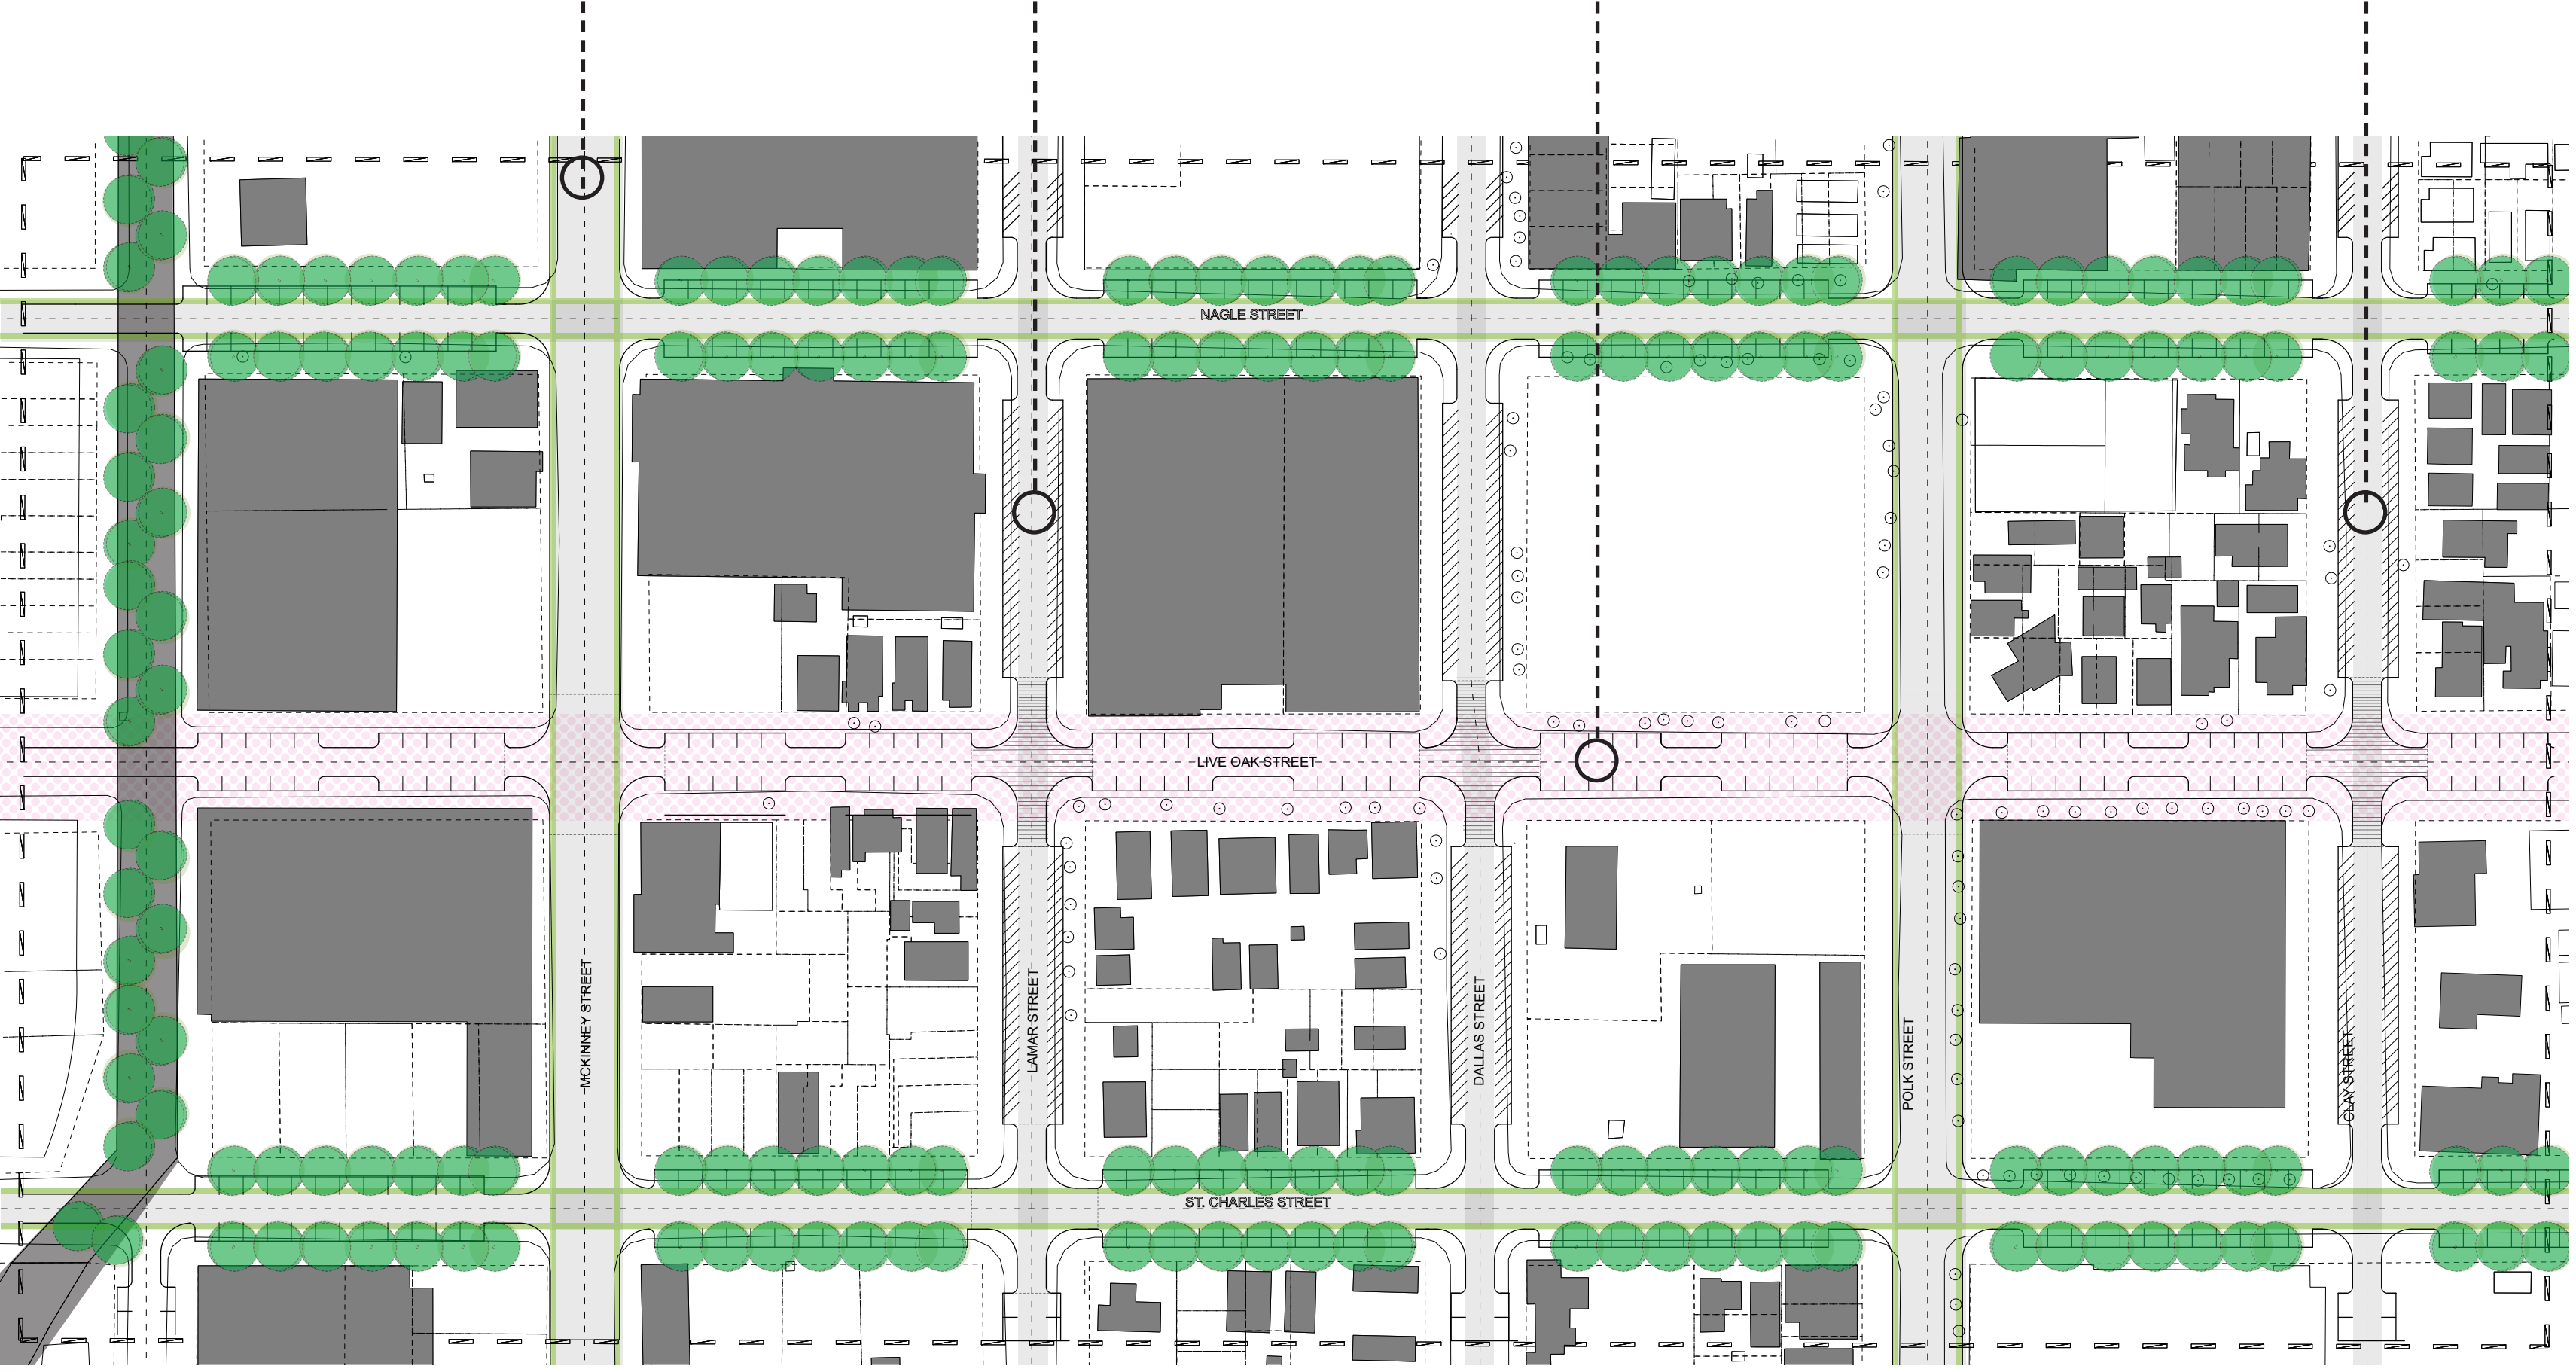 NAGLE STREET
LIVE OAK STREET
MCKINNEY STREET
LAMAR STREET
DALLAS STREET
POLK STREET
CLAY STREET
ST. CHARLES STREET